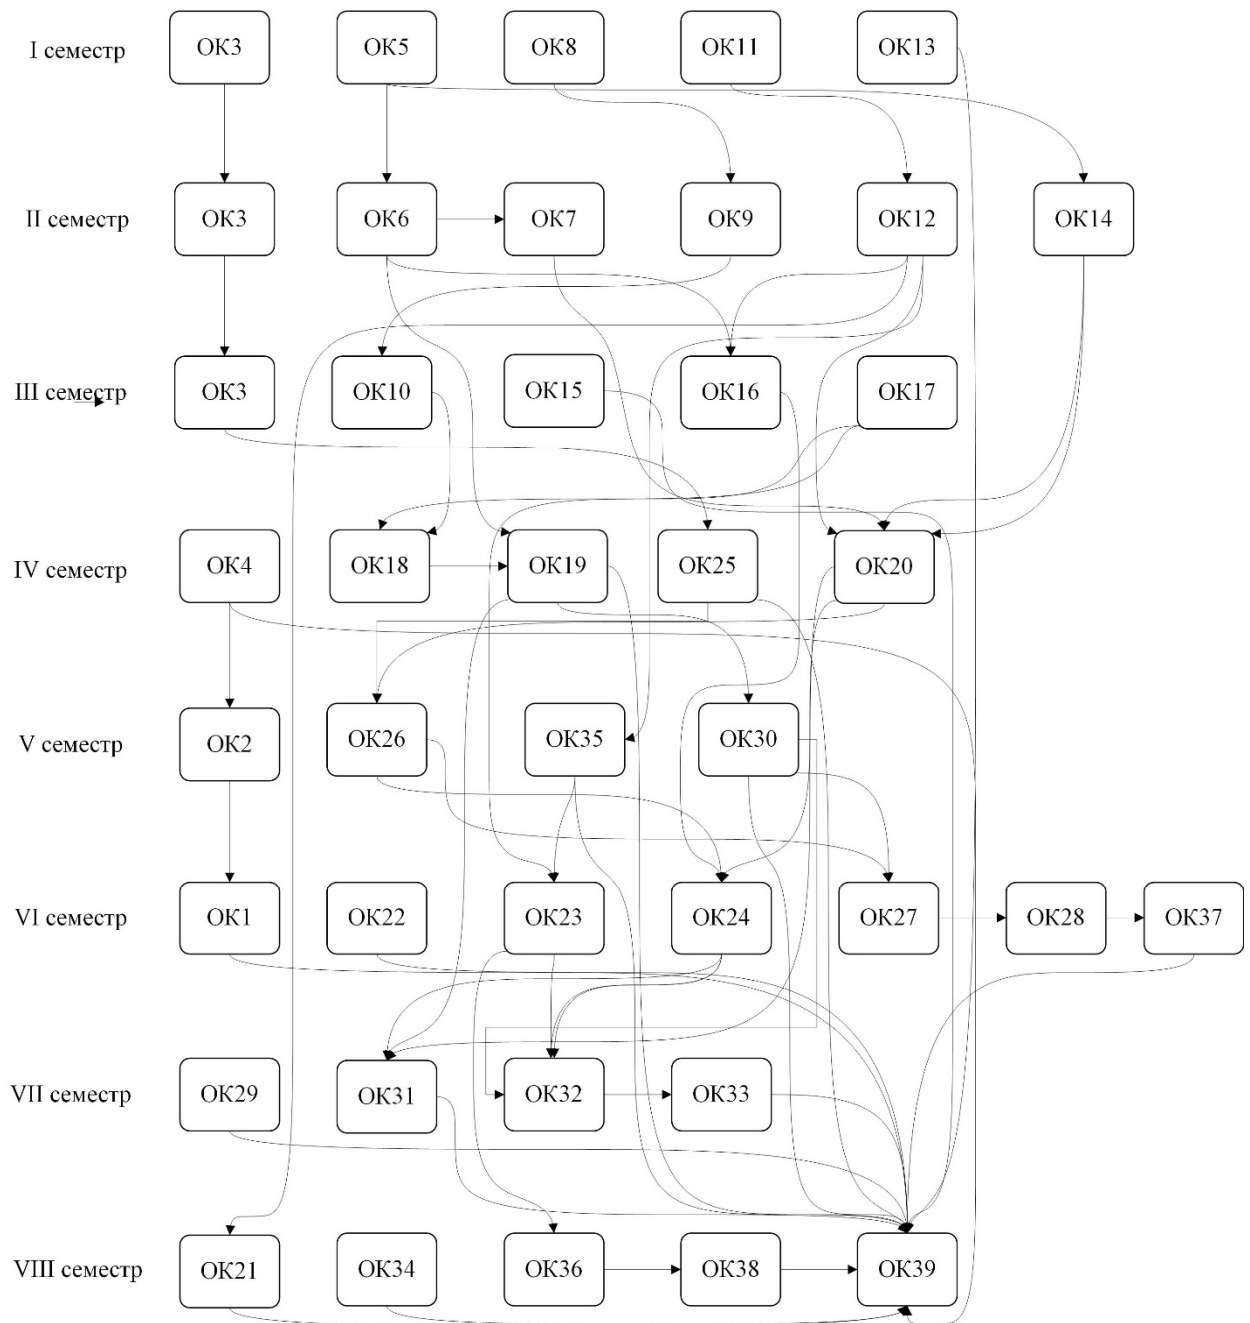 I семестр ОК3 ОК5 ОК8 ОК11 ОК13
II семестр ОК3 ОК6 ОК7 ОК9 ОК12 ОК14
III семестр ОК3 ОК10 ОК15 ОК16 ОК17
IV семестр ОК4 ОК18 ОК19 ОК25 ОК20
V семестр ОК2 ОК26 ОК35 ОК30
VI семестр ОК1 ОК22 ОК23 ОК24 ОК27 ОК28 ОК37
VII семестр ОК29 ОК31 ОК32 ОК33
VIII семестр ОК21 ОК34 ОК36 ОК38 ОК39